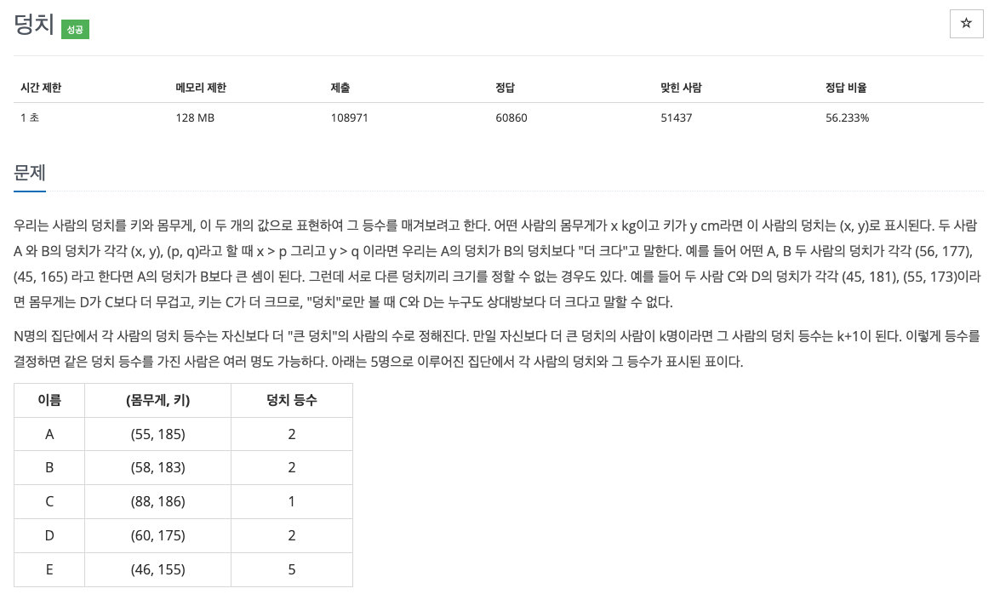 덩치 성공
☆
시간 제한 메모리 제한 제출 정답 맞힌 사람 정답 비율
1 초 128 MB 108971 60860 51437 56.233%
문제
우리는 사람의 덩치를 키와 몸무게, 이 두 개의 값으로 표현하여 그 등수를 매겨보려고 한다. 어떤 사람의 몸무게가 x kg이고 키가 y cm라면 이 사람의 덩치는 (x, y)로 표시된다. 두 사람
A 와 B의 덩치가 각각 (x, y), (p, q)라고 할 때 x > p 그리고 y > q 이라면 우리는 A의 덩치가 B의 덩치보다 "더 크다"고 말한다. 예를 들어 어떤 A, B 두 사람의 덩치가 각각 (56, 177),
(45, 165) 라고 한다면 A의 덩치가 B보다 큰 셈이 된다. 그런데 서로 다른 덩치끼리 크기를 정할 수 없는 경우도 있다. 예를 들어 두 사람 C와 D의 덩치가 각각 (45, 181), (55, 173)이라
면 몸무게는 D가 C보다 더 무겁고, 키는 C가 더 크므로, "덩치"로만 볼 때 C와 D는 누구도 상대방보다 더 크다고 말할 수 없다.
N명의 집단에서 각 사람의 덩치 등수는 자신보다 더 "큰 덩치"의 사람의 수로 정해진다. 만일 자신보다 더 큰 덩치의 사람이 k명이라면 그 사람의 덩치 등수는 k+1이 된다. 이렇게 등수를
결정하면 같은 덩치 등수를 가진 사람은 여러 명도 가능하다. 아래는 5명으로 이루어진 집단에서 각 사람의 덩치와 그 등수가 표시된 표이다.
이름 (몸무게, 키) 덩치 등수
A (55, 185) 2
B (58, 183) 2
C (88, 186) 1
D (60, 175) 2
E (46, 155) 5